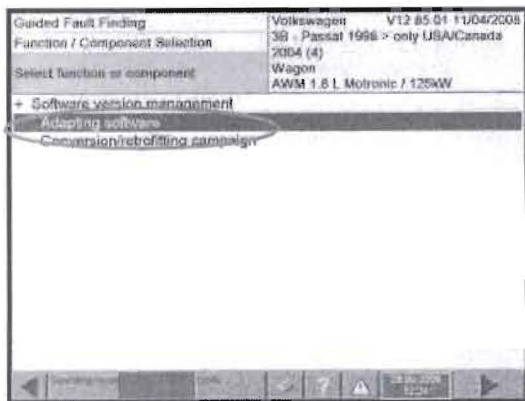 Guided Fault Finding
Function / Component Selection
Select function or component
Volkswagen V12.85.01 11/04/2008
3B - Passat 1998 > only USA/Canada
2004 (4)
Wagon
AWM 1.8 L Motronic / 125kW
+ Software version management
Adapting software
Conversion/retrofitting campaign